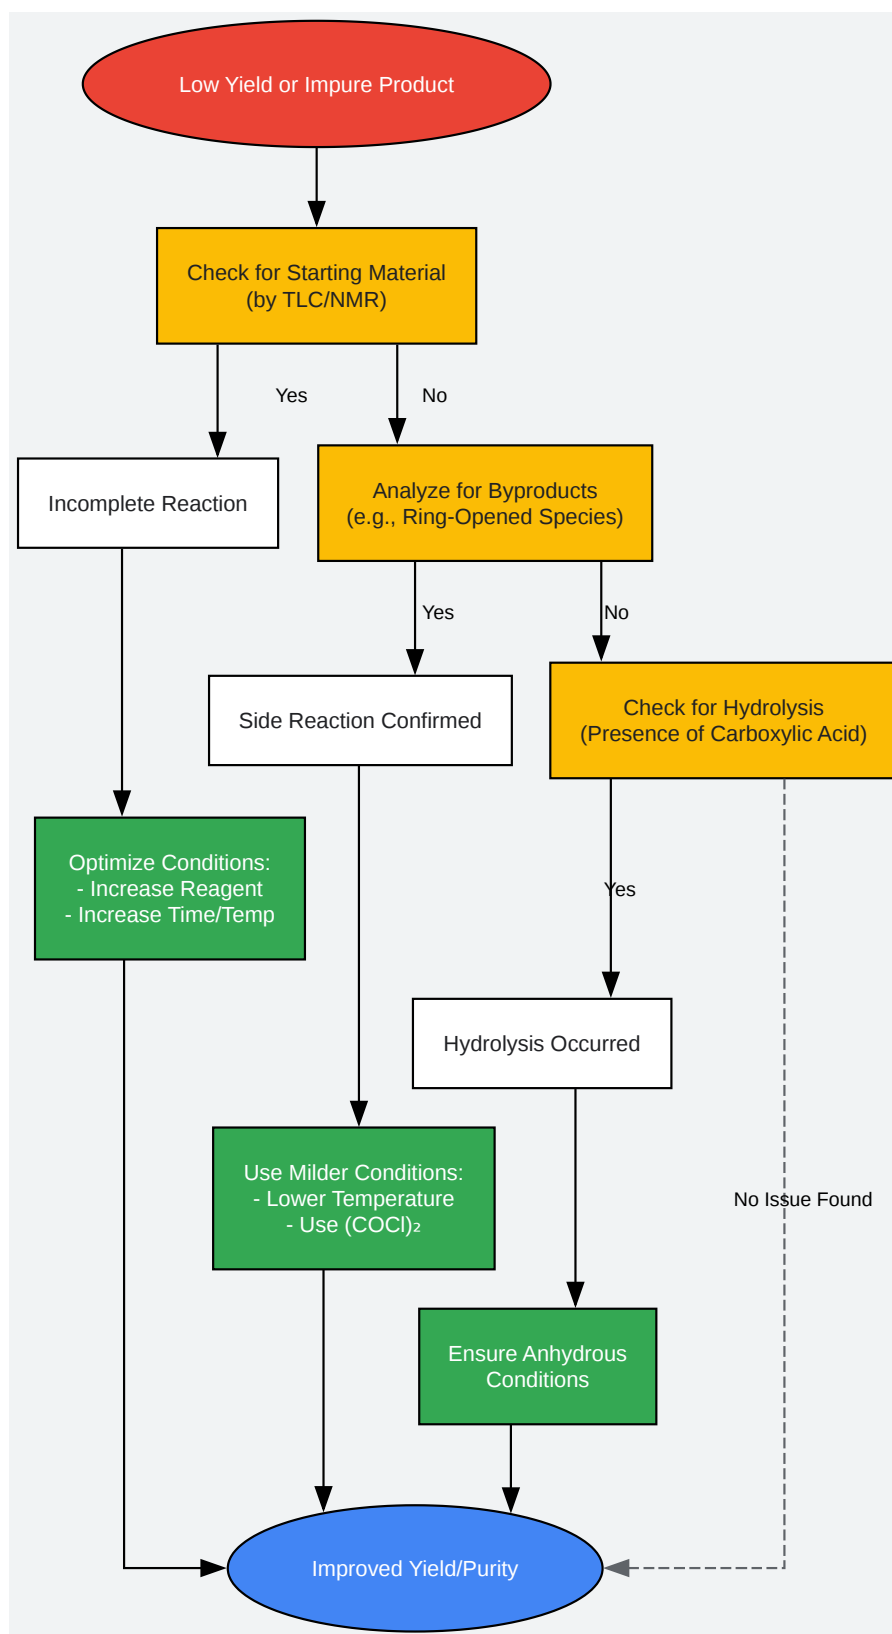 Low Yield or Impure Product
Check for Starting Material
(by TLC/NMR)
Yes
No
Incomplete Reaction
Analyze for Byproducts
(e.g., Ring-Opened Species)
Yes
No
Side Reaction Confirmed
Check for Hydrolysis
(Presence of Carboxylic Acid)
Optimize Conditions:
- Increase Reagent
- Increase Time/Temp
Yes
Hydrolysis Occurred
Use Milder Conditions:
- Lower Temperature
- Use (COCl)₂
No Issue Found
Ensure Anhydrous
Conditions
Improved Yield/Purity